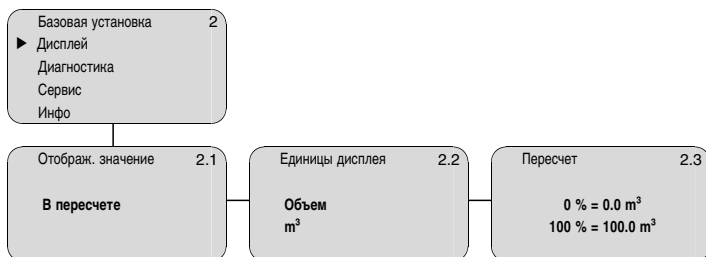 Базовая установка 2
▶ Дисплей
Диагностика
Сервис
Инфо
Отображ. значение 2.1
В пересчете
Единицы дисплея 2.2
Объем
m³
Пересчет 2.3
0 % = 0.0 m³
100 % = 100.0 m³